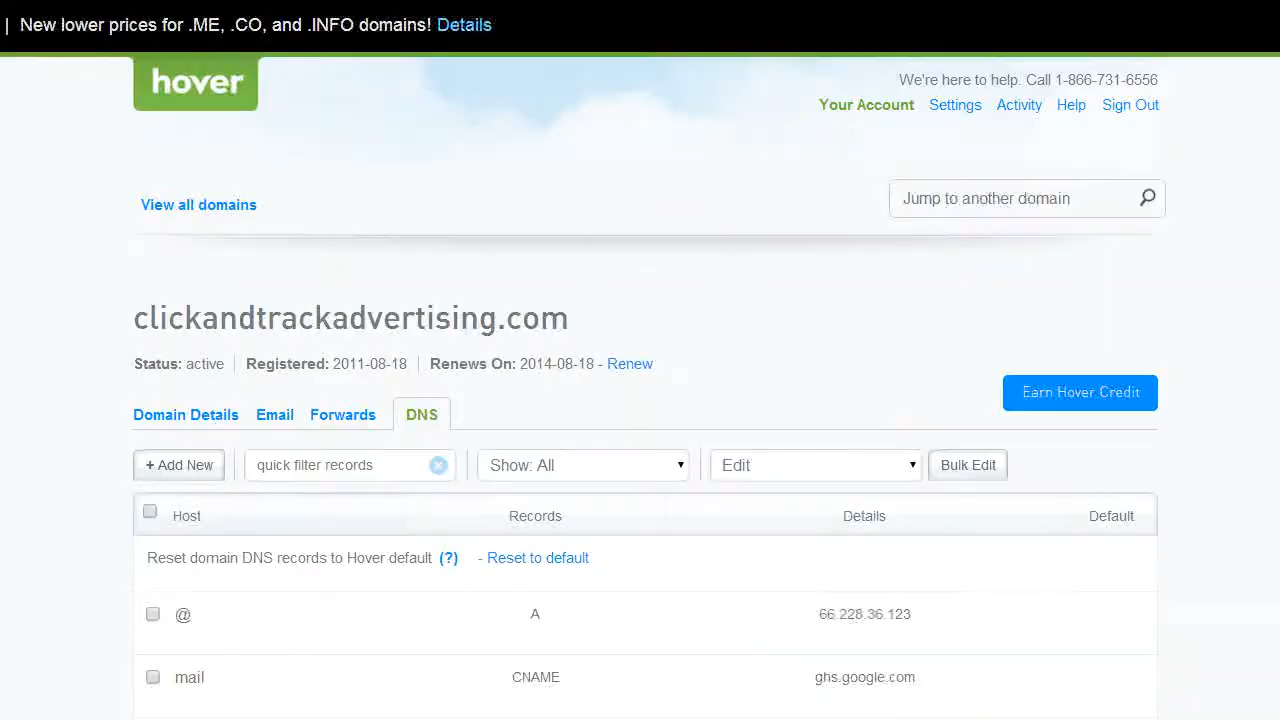 | New lower prices for .ME, .CO, and .INFO domains! Details
hover
We're here to help. Call 1-866-731-6556
Your Account Settings Activity Help Sign Out
View all domains
Jump to another domain
clickandtrackadvertising.com
Status: active | Registered: 2011-08-18 | Renews On: 2014-08-18 - Renew
Earn Hover Credit
Domain Details Email Forwards DNS
+ Add New quick filter records Show: All Edit Bulk Edit
Host Records Details Default
Reset domain DNS records to Hover default (?) - Reset to default
@ A 66.228.36.123
mail CNAME ghs.google.com